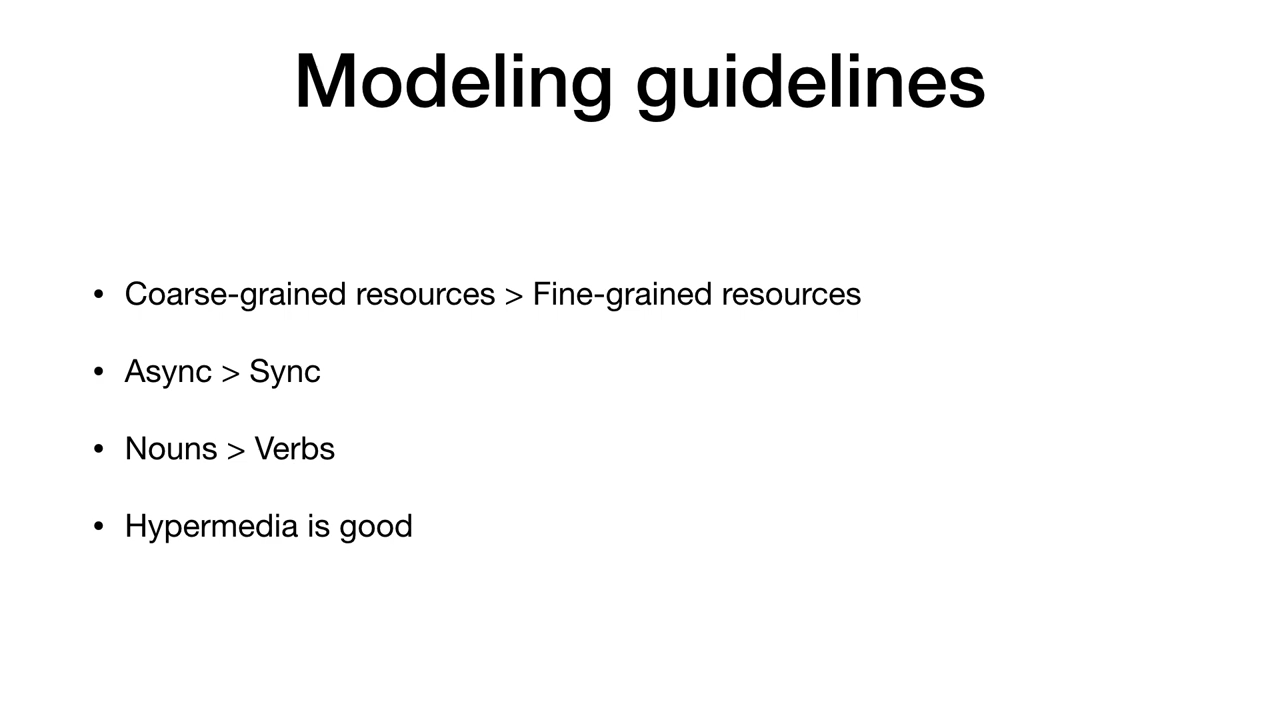 Modeling guidelines
• Coarse-grained resources > Fine-grained resources
• Async > Sync
• Nouns > Verbs
• Hypermedia is good